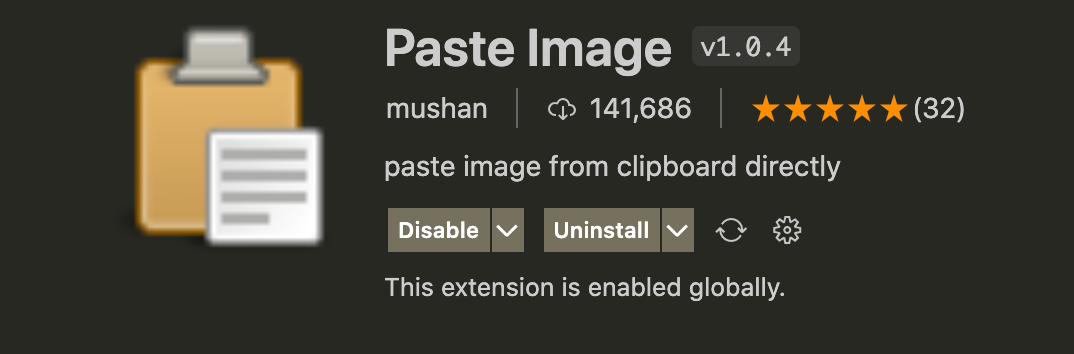 Paste Image v1.0.4
mushan 141,686 (32)
paste image from clipboard directly
Disable Uninstall
This extension is enabled globally.